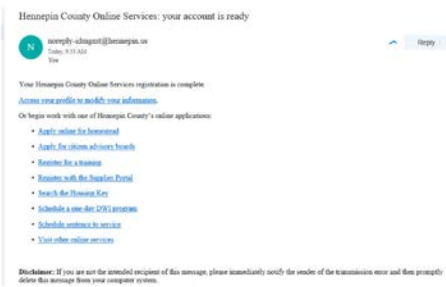 Hennepin County Online Services: your account is ready
N
noreply-idmgmt@hennepin.us
Reply
Today, 9:35 AM
You
Your Hennepin County Online Services registration is complete.
Access your profile to modify your information.
Or begin work with one of Hennepin County's online applications:
• Apply online for homestead
• Apply for citizen advisory boards
• Register for a training
• Register with the Supplier Portal
• Search the Housing Key
• Schedule a one-day DWI program
• Schedule sentence to service
• Visit other online services
Disclaimer: If you are not the intended recipient of this message, please immediately notify the sender of the transmission error and then promptly
delete this message from your computer system.